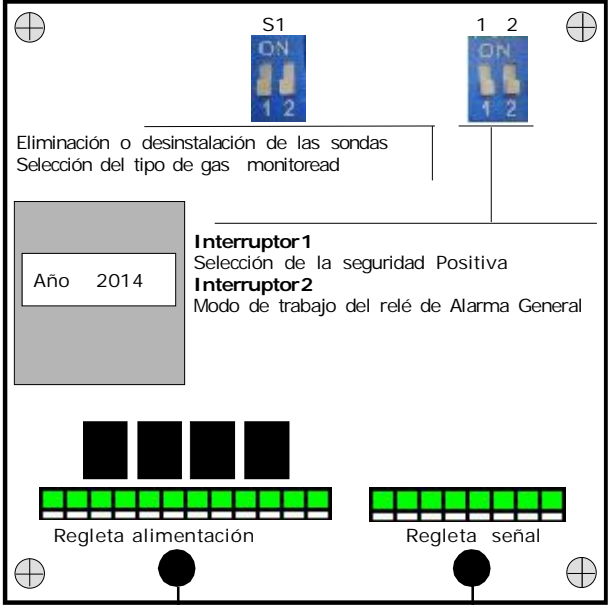 S1
1 2
ON
1 2
ON
1 2
Eliminación o desinstalación de las sondas
Selección del tipo de gas monitoread
Interruptor1
Selección de la seguridad Positiva
Interruptor2
Modo de trabajo del relé de Alarma General
Año 2014
Regleta alimentación
Regleta señal